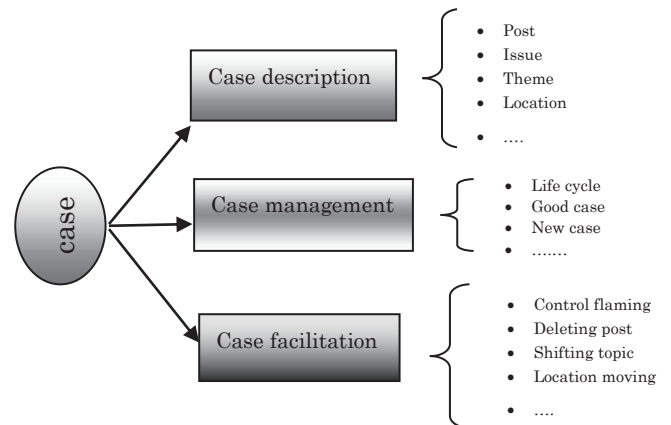 case
Case description
• Post
• Issue
• Theme
• Location
• ....
Case management
• Life cycle
• Good case
• New case
• .......
Case facilitation
• Control flaming
• Deleting post
• Shifting topic
• Location moving
• ....